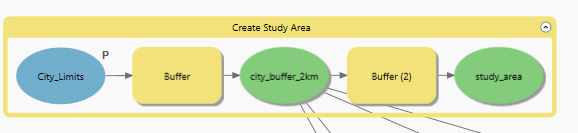 Create Study Area
P
City_Limits
Buffer
city_buffer_2km
Buffer (2)
study_area